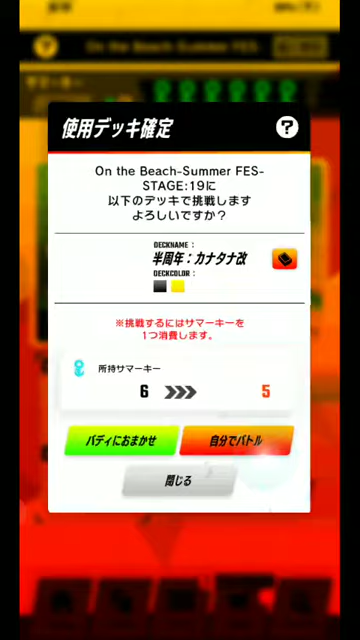 On the Beach-Summer FES-
使用デッキ確定
?
On the Beach-Summer FES-
STAGE:19に
以下のデッキで挑戦します
よろしいですか？
DECKNAME：
半周年：カナタナ改
DECKCOLOR：
※挑戦するにはサマーキーを
1つ消費します。
所持サマーキー
6 >>> 5
バディにおまかせ
自分でバトル
閉じる